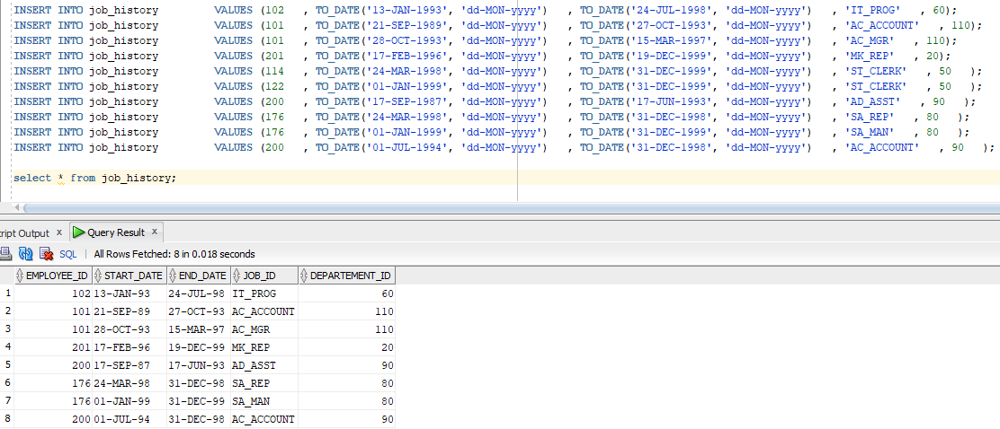 INSERT INTO job_history VALUES (102 , TO_DATE('13-JAN-1993', 'dd-MON-yyyy') , TO_DATE('24-JUL-1998', 'dd-MON-yyyy') , 'IT_PROG' , 60);
INSERT INTO job_history VALUES (101 , TO_DATE('21-SEP-1989', 'dd-MON-yyyy') , TO_DATE('27-OCT-1993', 'dd-MON-yyyy') , 'AC_ACCOUNT' , 110);
INSERT INTO job_history VALUES (101 , TO_DATE('28-OCT-1993', 'dd-MON-yyyy') , TO_DATE('15-MAR-1997', 'dd-MON-yyyy') , 'AC_MGR' , 110);
INSERT INTO job_history VALUES (201 , TO_DATE('17-FEB-1996', 'dd-MON-yyyy') , TO_DATE('19-DEC-1999', 'dd-MON-yyyy') , 'MK_REP' , 20);
INSERT INTO job_history VALUES (114 , TO_DATE('24-MAR-1998', 'dd-MON-yyyy') , TO_DATE('31-DEC-1999', 'dd-MON-yyyy') , 'ST_CLERK' , 50 );
INSERT INTO job_history VALUES (122 , TO_DATE('01-JAN-1999', 'dd-MON-yyyy') , TO_DATE('31-DEC-1999', 'dd-MON-yyyy') , 'ST_CLERK' , 50 );
INSERT INTO job_history VALUES (200 , TO_DATE('17-SEP-1987', 'dd-MON-yyyy') , TO_DATE('17-JUN-1993', 'dd-MON-yyyy') , 'AD_ASST' , 90 );
INSERT INTO job_history VALUES (176 , TO_DATE('24-MAR-1998', 'dd-MON-yyyy') , TO_DATE('31-DEC-1998', 'dd-MON-yyyy') , 'SA_REP' , 80 );
INSERT INTO job_history VALUES (176 , TO_DATE('01-JAN-1999', 'dd-MON-yyyy') , TO_DATE('31-DEC-1999', 'dd-MON-yyyy') , 'SA_MAN' , 80 );
INSERT INTO job_history VALUES (200 , TO_DATE('01-JUL-1994', 'dd-MON-yyyy') , TO_DATE('31-DEC-1998', 'dd-MON-yyyy') , 'AC_ACCOUNT' , 90 );
select * from job_history;
ript Output x Query Result x
SQL | All Rows Fetched: 8 in 0.018 seconds
EMPLOYEE_ID START_DATE END_DATE JOB_ID DEPARTEMENT_ID
1 102 13-JAN-93 24-JUL-98 IT_PROG 60
2 101 21-SEP-89 27-OCT-93 AC_ACCOUNT 110
3 101 28-OCT-93 15-MAR-97 AC_MGR 110
4 201 17-FEB-96 19-DEC-99 MK_REP 20
5 200 17-SEP-87 17-JUN-93 AD_ASST 90
6 176 24-MAR-98 31-DEC-98 SA_REP 80
7 176 01-JAN-99 31-DEC-99 SA_MAN 80
8 200 01-JUL-94 31-DEC-98 AC_ACCOUNT 90